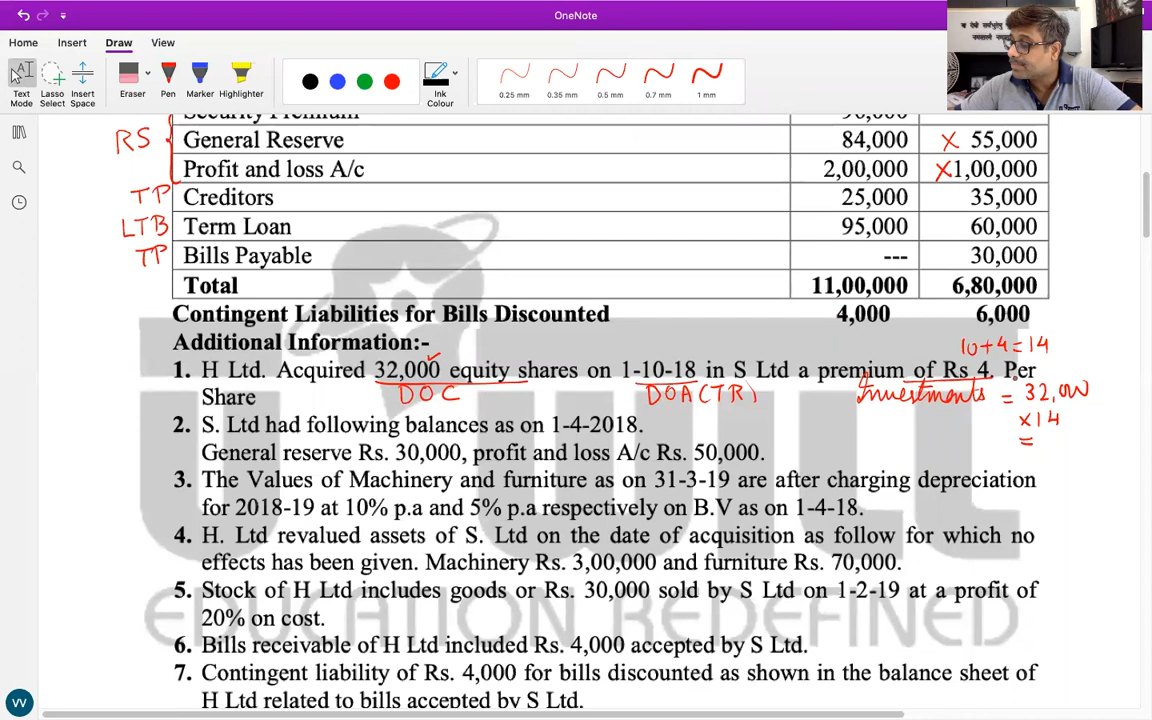 OneNote
Home Insert Draw View
Text Mode
Lasso Select
Insert Space
Eraser
Pen
Marker
Highlighter
Ink Colour
0.25 mm
0.35 mm
0.5 mm
0.7 mm
1 mm
Security Premium
RS General Reserve 84,000 X 55,000
Profit and loss A/c 2,00,000 X 1,00,000
TP Creditors 25,000 35,000
LTB Term Loan 95,000 60,000
TP Bills Payable --- 30,000
Total 11,00,000 6,80,000
Contingent Liabilities for Bills Discounted 4,000 6,000
Additional Information:- 10+4=14
1. H Ltd. Acquired 32,000 equity shares on 1-10-18 in S Ltd a premium of Rs 4. Per
Share DOC DOA(TR) Investments = 32,000
×14
=
2. S. Ltd had following balances as on 1-4-2018.
General reserve Rs. 30,000, profit and loss A/c Rs. 50,000.
3. The Values of Machinery and furniture as on 31-3-19 are after charging depreciation
for 2018-19 at 10% p.a and 5% p.a respectively on B.V as on 1-4-18.
4. H. Ltd revalued assets of S. Ltd on the date of acquisition as follow for which no
effects has been given. Machinery Rs. 3,00,000 and furniture Rs. 70,000.
5. Stock of H Ltd includes goods or Rs. 30,000 sold by S Ltd on 1-2-19 at a profit of
20% on cost.
6. Bills receivable of H Ltd included Rs. 4,000 accepted by S Ltd.
7. Contingent liability of Rs. 4,000 for bills discounted as shown in the balance sheet of
H Ltd related to bills accepted by S Ltd.
EDUCATION REDEFINED
VV